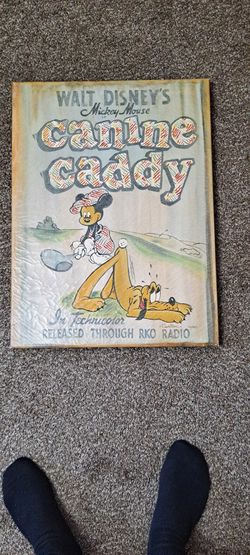 WALT DISNEY'S
Mickey Mouse
canine
caddy
In Technicolor
RELEASED THROUGH RKO RADIO